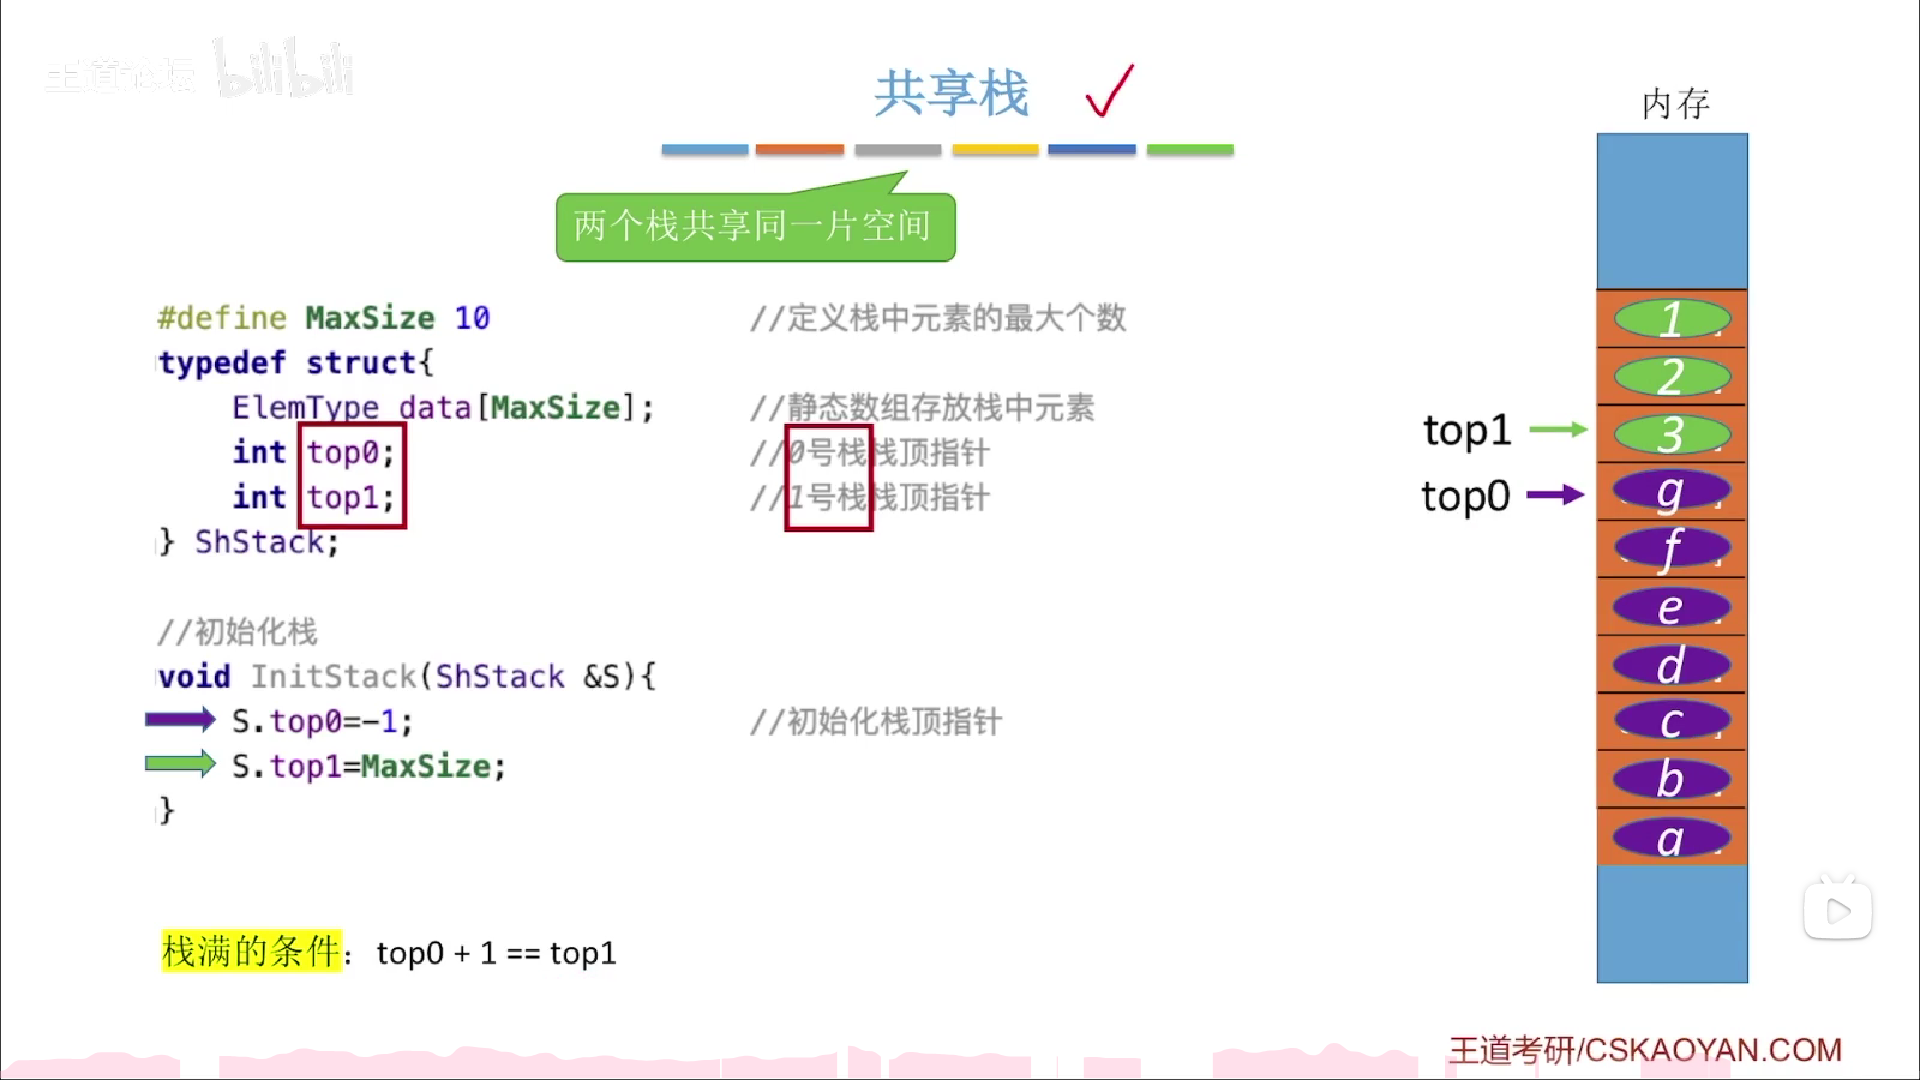 王道论坛 bilibili
共享栈
内存
两个栈共享同一片空间
#define MaxSize 10 //定义栈中元素的最大个数
typedef struct{
ElemType data[MaxSize]; //静态数组存放栈中元素
int top0; //0号栈栈顶指针
int top1; //1号栈栈顶指针
} ShStack;
//初始化栈
void InitStack(ShStack &S){
S.top0=-1; //初始化栈顶指针
S.top1=MaxSize;
}
栈满的条件：top0 + 1 == top1
1
2
top1 3
top0 g
f
e
d
c
b
a
王道考研/CSKAOYAN.COM